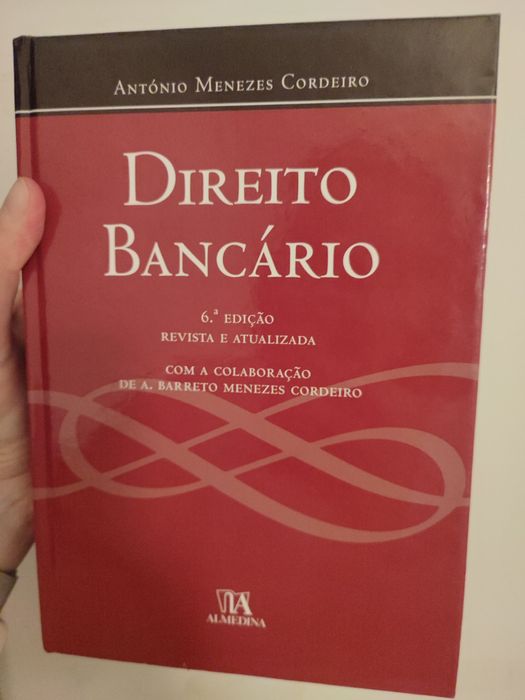 António Menezes Cordeiro
Direito
Bancário
6.ª edição
revista e atualizada
com a colaboração
de A. Barreto Menezes Cordeiro
ALMEDINA